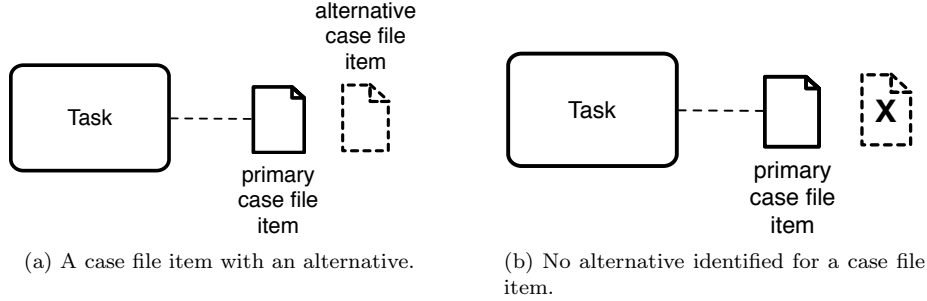 alternative
case file
item
Task
primary
case file
item
(a) A case file item with an alternative.
Task
X
primary
case file
item
(b) No alternative identified for a case file
item.